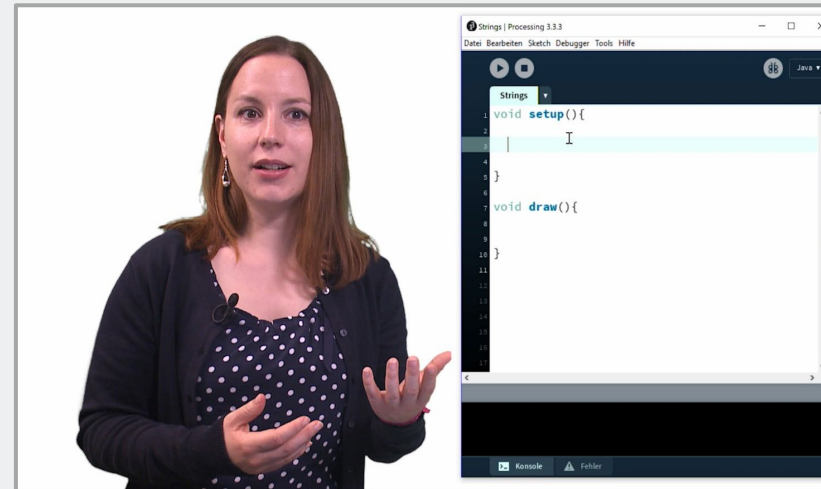 Strings | Processing 3.3.3
Datei Bearbeiten Sketch Debugger Tools Hilfe
Java
Strings
1 void setup(){
2
3
4
5 }
6
7 void draw(){
8
9
10 }
11
12
13
14
15
16
17
Konsole Fehler